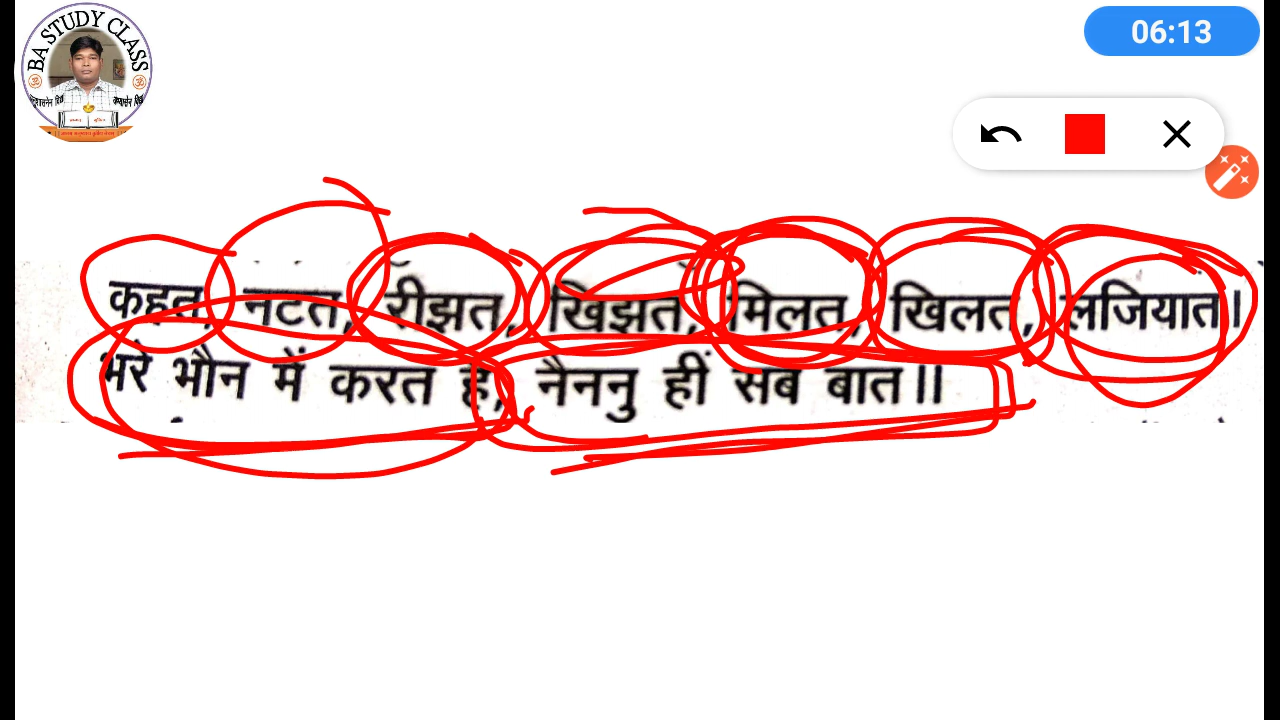 BA STUDY CLASS
06:13
कहत, नटत, रीझत, खिझत, मिलत, खिलत, लजियात।
भरे भौन में करत है, नैननु हीं सब बात।।